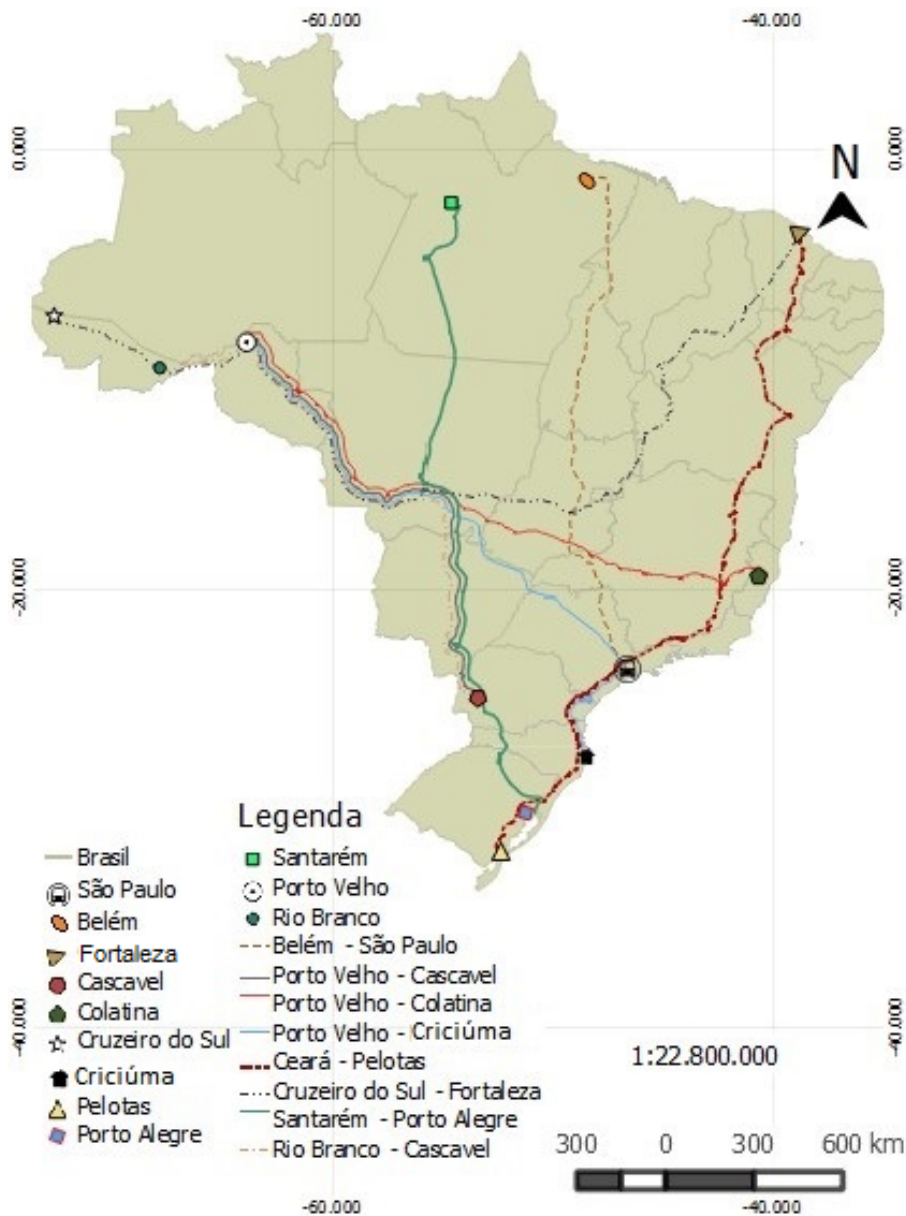 -60.000
-40.000
0.000
0.000
N
-20.000
-20.000
Legenda
Brasil
São Paulo
Belém
Fortaleza
Cascavel
Colatina
Cruzeiro do Sul
Criciúma
Pelotas
Porto Alegre
Santarém
Porto Velho
Rio Branco
Belém - São Paulo
Porto Velho - Cascavel
Porto Velho - Colatina
Porto Velho - Criciúma
Ceará - Pelotas
Cruzeiro do Sul - Fortaleza
Santarém - Porto Alegre
Rio Branco - Cascavel
-40.000
-40.000
1:22.800.000
300 0 300 600 km
-60.000
-40.000